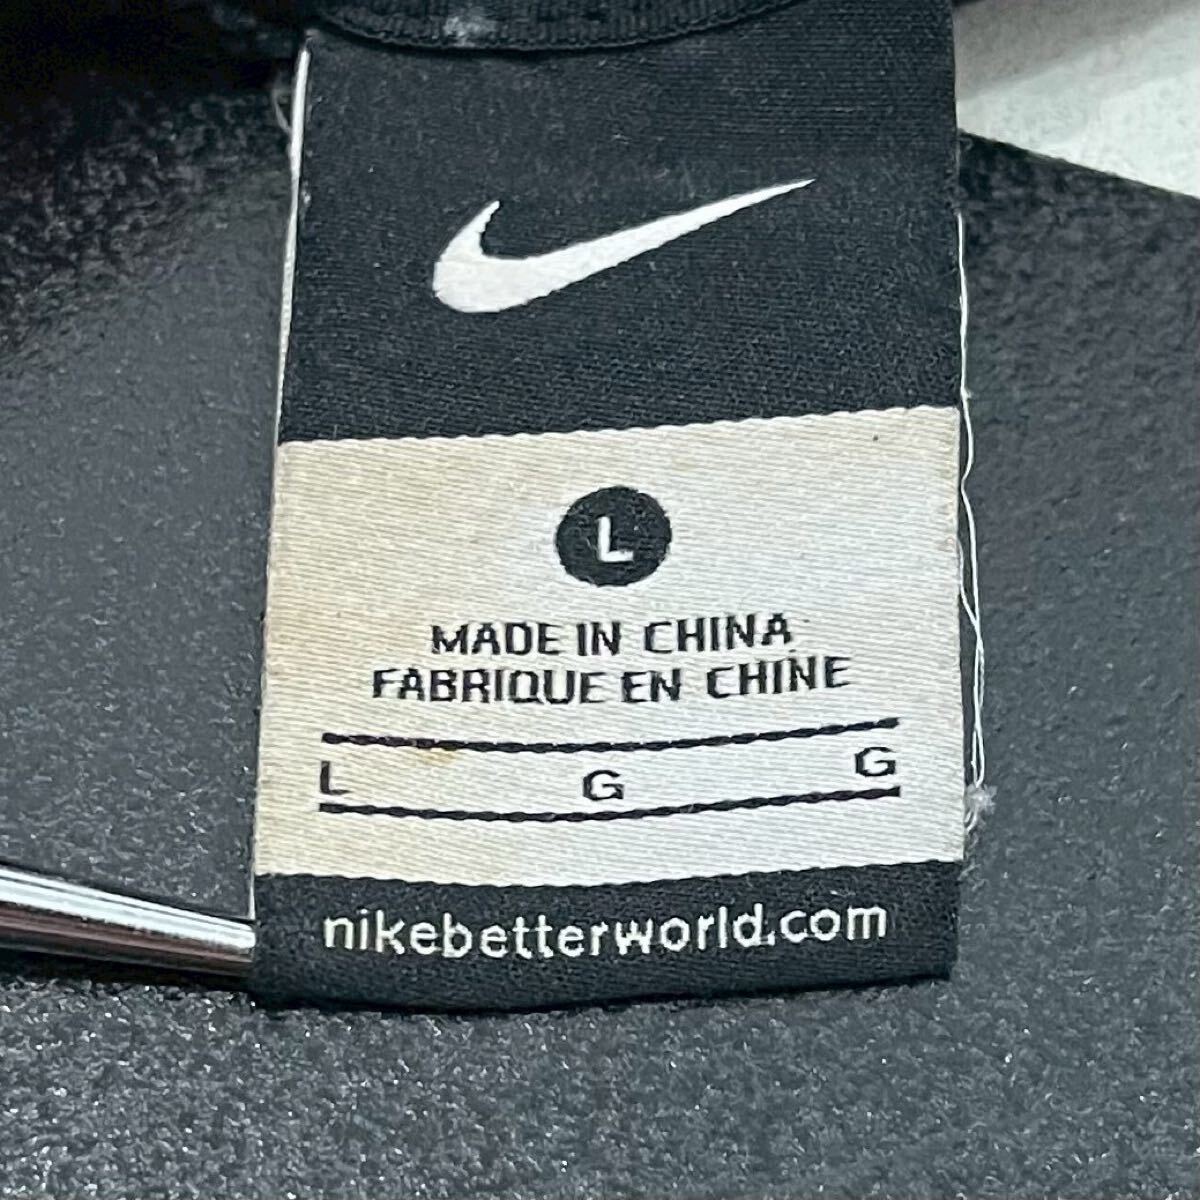 L
MADE IN CHINA
FABRIQUE EN CHINE
L G G
nikebetterworld.com